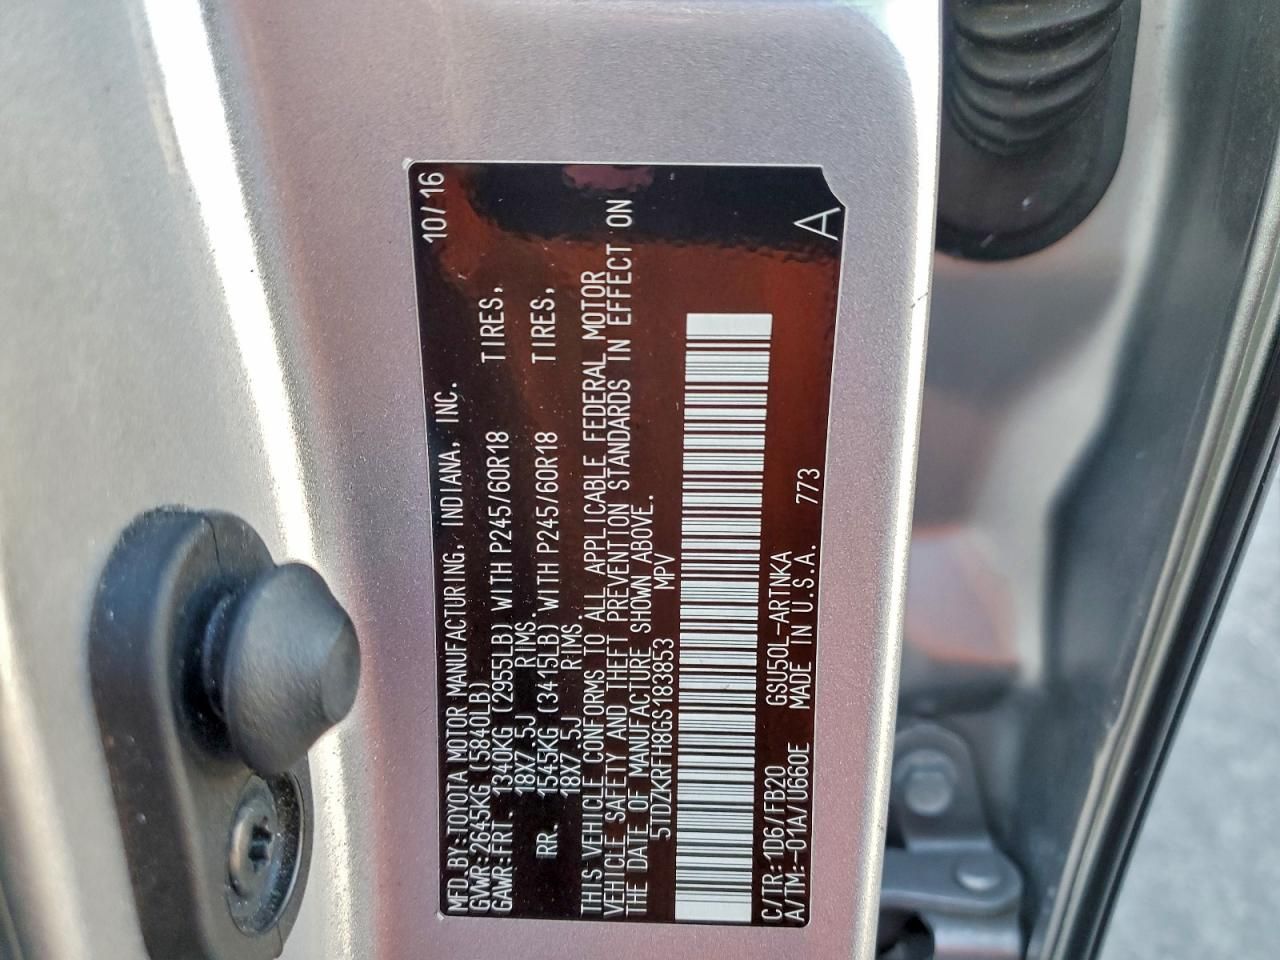 MFD.BY:TOYOTA MOTOR MANUFACTURING, INDIANA, INC. 10/16
GVWR:2645KG (5840LB)
GAWR:FRT. 1340KG (2955LB) WITH P245/60R18 TIRES,
18X7.5J RIMS.
RR. 1545KG (3415LB) WITH P245/60R18 TIRES,
18X7.5J RIMS.
THIS VEHICLE CONFORMS TO ALL APPLICABLE FEDERAL MOTOR
VEHICLE SAFETY AND THEFT PREVENTION STANDARDS IN EFFECT ON
THE DATE OF MANUFACTURE SHOWN ABOVE.
5TDZKRFH8GS183853 MPV
C/TR:1D6/FB20 GSU50L-ARTNKA
A/TM:-01A/U660E MADE IN U.S.A. 773
A